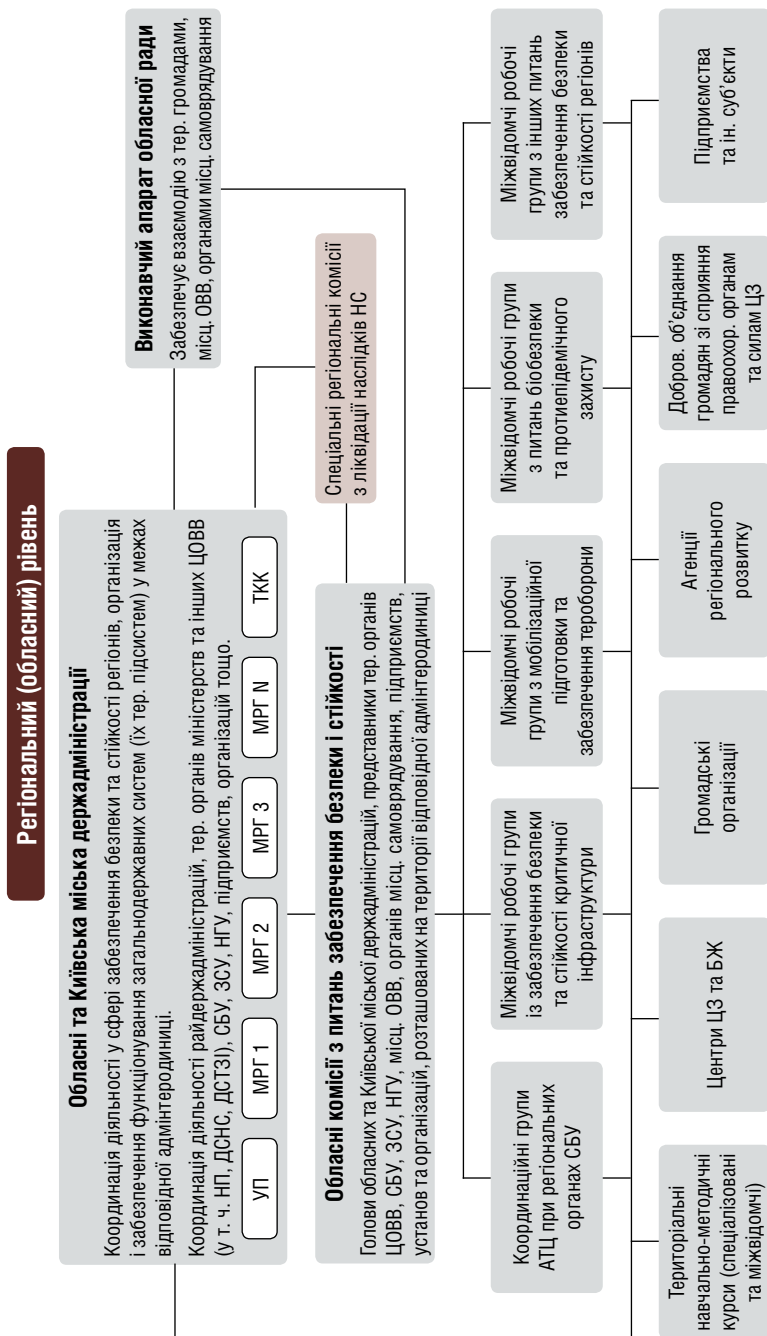 Регіональний (обласний) рівень
Обласні та Київська міська держадміністрації
Координація діяльності у сфері забезпечення безпеки та стійкості регіонів, організація
і забезпечення функціонування загальнодержавних систем (їх тер. підсистем) у межах
відповідної адмінтеродиниці.
Координація діяльності райдержадміністрацій, тер. органів міністерств та інших ЦОВВ
(у т. ч. НП, ДСНС, ДСТЗІ), СБУ, ЗСУ, НГУ, підприємств, організацій тощо.
УП
МРГ 1
МРГ 2
МРГ 3
МРГ N
ТКК
Виконавчий апарат обласної ради
Забезпечує взаємодію з тер. громадами,
місц. ОВВ, органами місц. самоврядування
Спеціальні регіональні комісії
з ліквідації наслідків НС
Обласні комісії з питань забезпечення безпеки і стійкості
Голови обласних та Київської міської держадміністрацій, представники тер. органів
ЦОВВ, СБУ, ЗСУ, НГУ, місц. ОВВ, органів місц. самоврядування, підприємств,
установ та організацій, розташованих на території відповідної адмінтеродиниці
Координаційні групи
АТЦ при регіональних
органах СБУ
Міжвідомчі робочі групи
із забезпечення безпеки
та стійкості критичної
інфраструктури
Міжвідомчі робочі
групи з мобілізаційної
підготовки та
забезпечення тероборони
Міжвідомчі робочі групи
з питань біобезпеки
та протиепідемічного
захисту
Міжвідомчі робочі
групи з інших питань
забезпечення безпеки
та стійкості регіонів
Територіальні
навчально-методичні
курси (спеціалізовані
та міжвідомчі)
Центри ЦЗ та БЖ
Громадські
організації
Агенції
регіонального
розвитку
Добров. об’єднання
громадян зі сприяння
правоохор. органам
та силам ЦЗ
Підприємства
та ін. суб’єкти